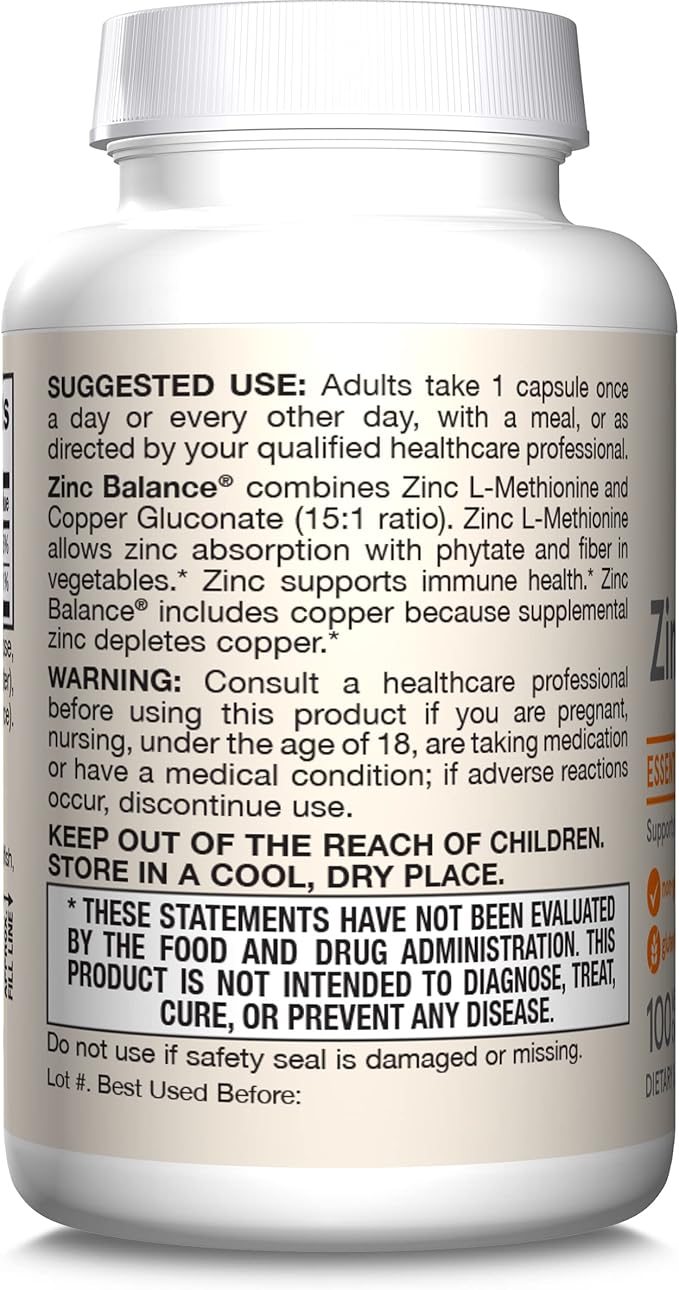 SUGGESTED USE: Adults take 1 capsule once
a day or every other day, with a meal, or as
directed by your qualified healthcare professional.
Zinc Balance® combines Zinc L-Methionine and
Copper Gluconate (15:1 ratio). Zinc L-Methionine
allows zinc absorption with phytate and fiber in
vegetables.* Zinc supports immune health.* Zinc
Balance® includes copper because supplemental
zinc depletes copper.*
WARNING: Consult a healthcare professional
before using this product if you are pregnant,
nursing, under the age of 18, are taking medication
or have a medical condition; if adverse reactions
occur, discontinue use.
KEEP OUT OF THE REACH OF CHILDREN.
STORE IN A COOL, DRY PLACE.
* THESE STATEMENTS HAVE NOT BEEN EVALUATED
BY THE FOOD AND DRUG ADMINISTRATION. THIS
PRODUCT IS NOT INTENDED TO DIAGNOSE, TREAT,
CURE, OR PREVENT ANY DISEASE.
Do not use if safety seal is damaged or missing.
Lot #. Best Used Before:
FILL LINE
Zin
ESSENT
Supports
100
DIETARY